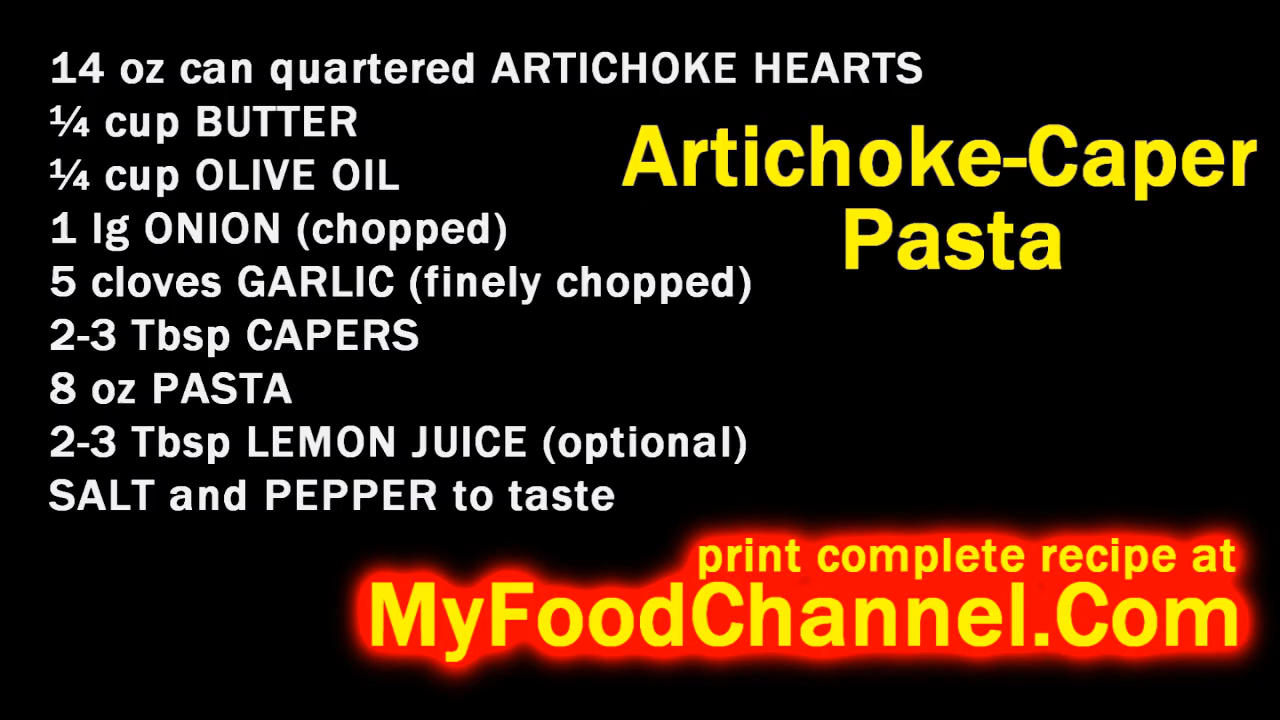 14 oz can quartered ARTICHOKE HEARTS
¼ cup BUTTER
¼ cup OLIVE OIL
1 lg ONION (chopped)
5 cloves GARLIC (finely chopped)
2-3 Tbsp CAPERS
8 oz PASTA
2-3 Tbsp LEMON JUICE (optional)
SALT and PEPPER to taste
Artichoke-Caper
Pasta
print complete recipe at
MyFoodChannel.Com